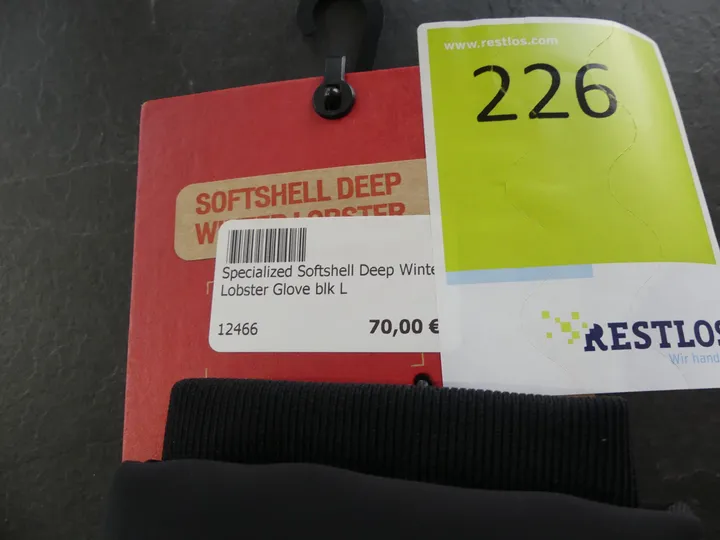 www.restlos.com
226
SOFTSHELL DEEP
Specialized Softshell Deep Winte
Lobster Glove blk L
12466
70,00 €
RESTLOS
Wir hand